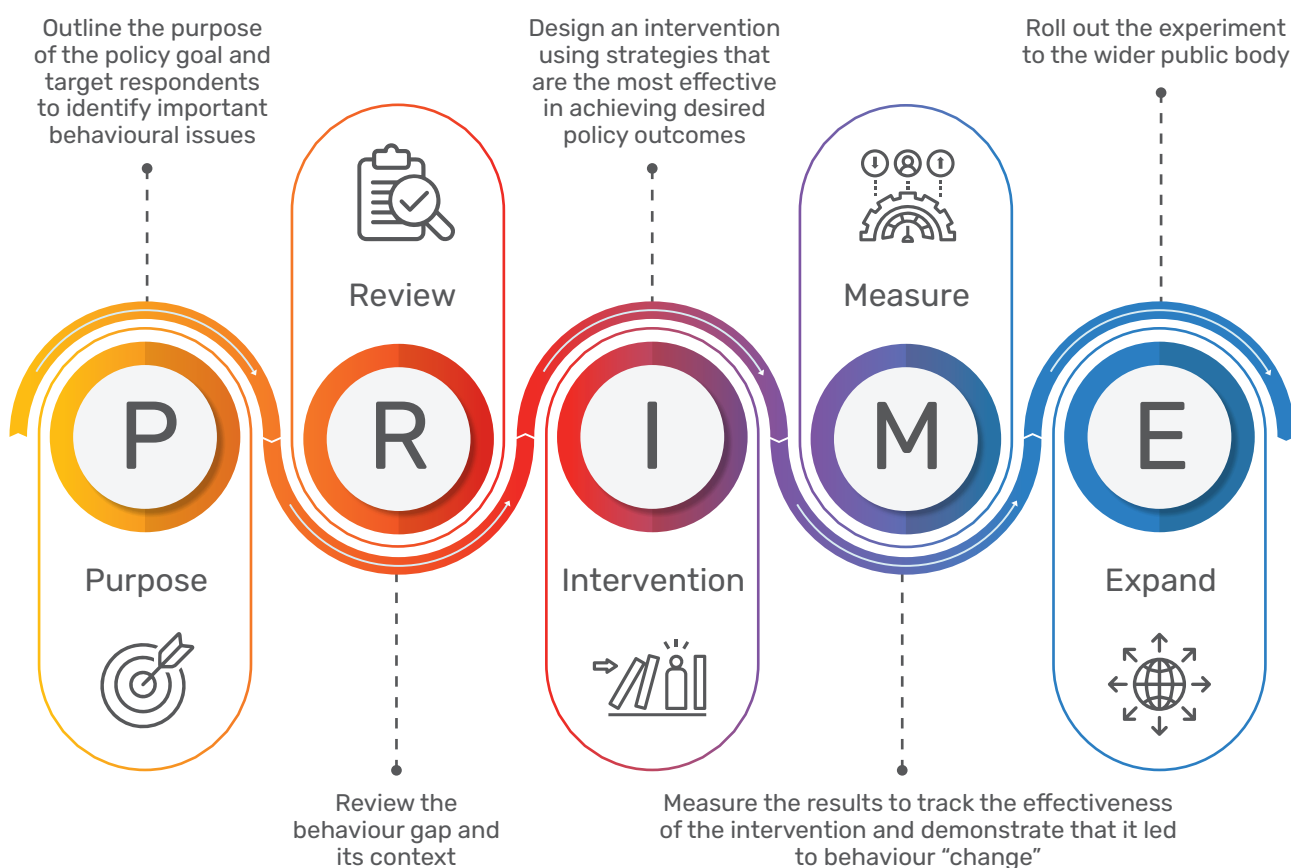 Outline the purpose
of the policy goal and
target respondents
to identify important
behavioural issues
Design an intervention
using strategies that
are the most effective
in achieving desired
policy outcomes
Roll out the experiment
to the wider public body
Review
Measure
P
R
I
M
E
Purpose
Intervention
Expand
Review the
behaviour gap and
its context
Measure the results to track the effectiveness
of the intervention and demonstrate that it led
to behaviour “change”